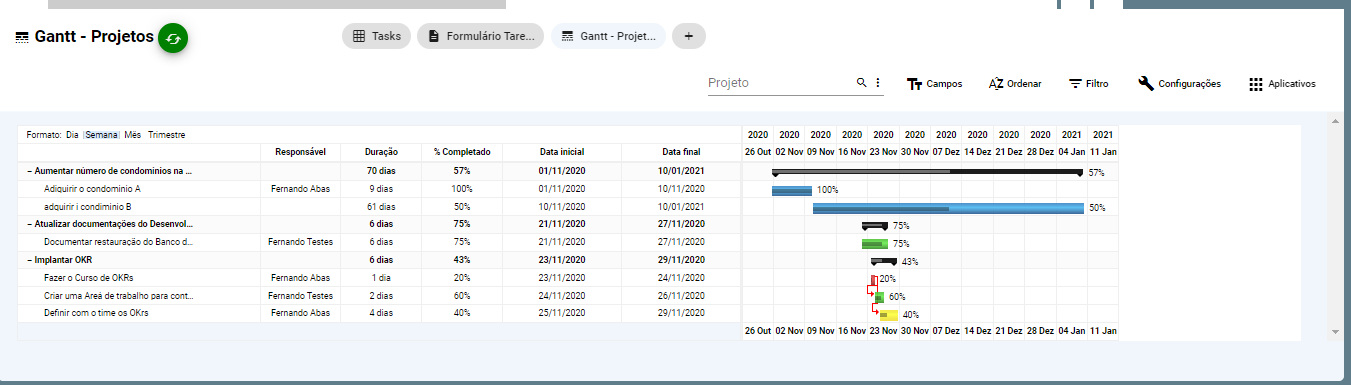 Gantt - Projetos
Tasks
Formulário Tare...
Gantt - Projet...
+
Projeto
Campos
AZ Ordenar
Filtro
Configurações
Aplicativos
Formato: Dia Semana Mês Trimestre
2020 2020 2020 2020 2020 2020 2020 2020 2020 2020 2021 2021
Responsável Duração % Completado Data inicial Data final
26 Out 02 Nov 09 Nov 16 Nov 23 Nov 30 Nov 07 Dez 14 Dez 21 Dez 28 Dez 04 Jan 11 Jan
− Aumentar número de condominios na ... 70 dias 57% 01/11/2020 10/01/2021 57%
Adiquirir o condominio A Fernando Abas 9 dias 100% 01/11/2020 10/11/2020 100%
adquirir i condiminio B 61 dias 50% 10/11/2020 10/01/2021 50%
− Atualizar documentações do Desenvol... 6 dias 75% 21/11/2020 27/11/2020 75%
Documentar restauração do Banco d... Fernando Testes 6 dias 75% 21/11/2020 27/11/2020 75%
− Implantar OKR 6 dias 43% 23/11/2020 29/11/2020 43%
Fazer o Curso de OKRs Fernando Abas 1 dia 20% 23/11/2020 24/11/2020 20%
Criar uma Areá de trabalho para cont... Fernando Testes 2 dias 60% 24/11/2020 26/11/2020 60%
Definir com o time os OKrs Fernando Abas 4 dias 40% 25/11/2020 29/11/2020 40%
26 Out 02 Nov 09 Nov 16 Nov 23 Nov 30 Nov 07 Dez 14 Dez 21 Dez 28 Dez 04 Jan 11 Jan